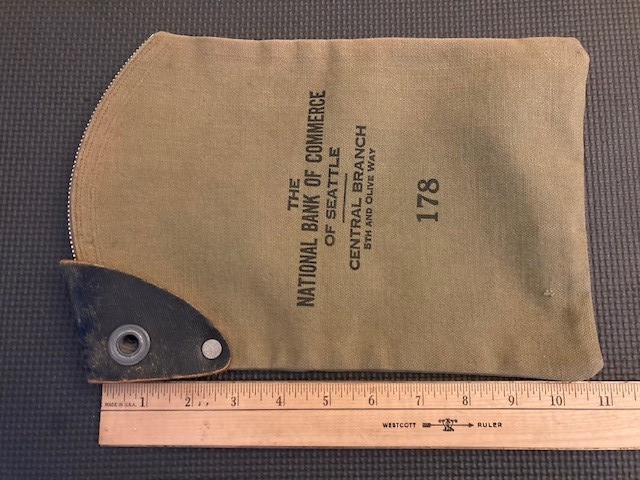 THE
NATIONAL BANK OF COMMERCE
OF SEATTLE
CENTRAL BRANCH
5TH AND OLIVE WAY
178
MADE IN U.S.A.
1 2 3 4 5 6 7 8 9 10 11
WESTCOTT RULER